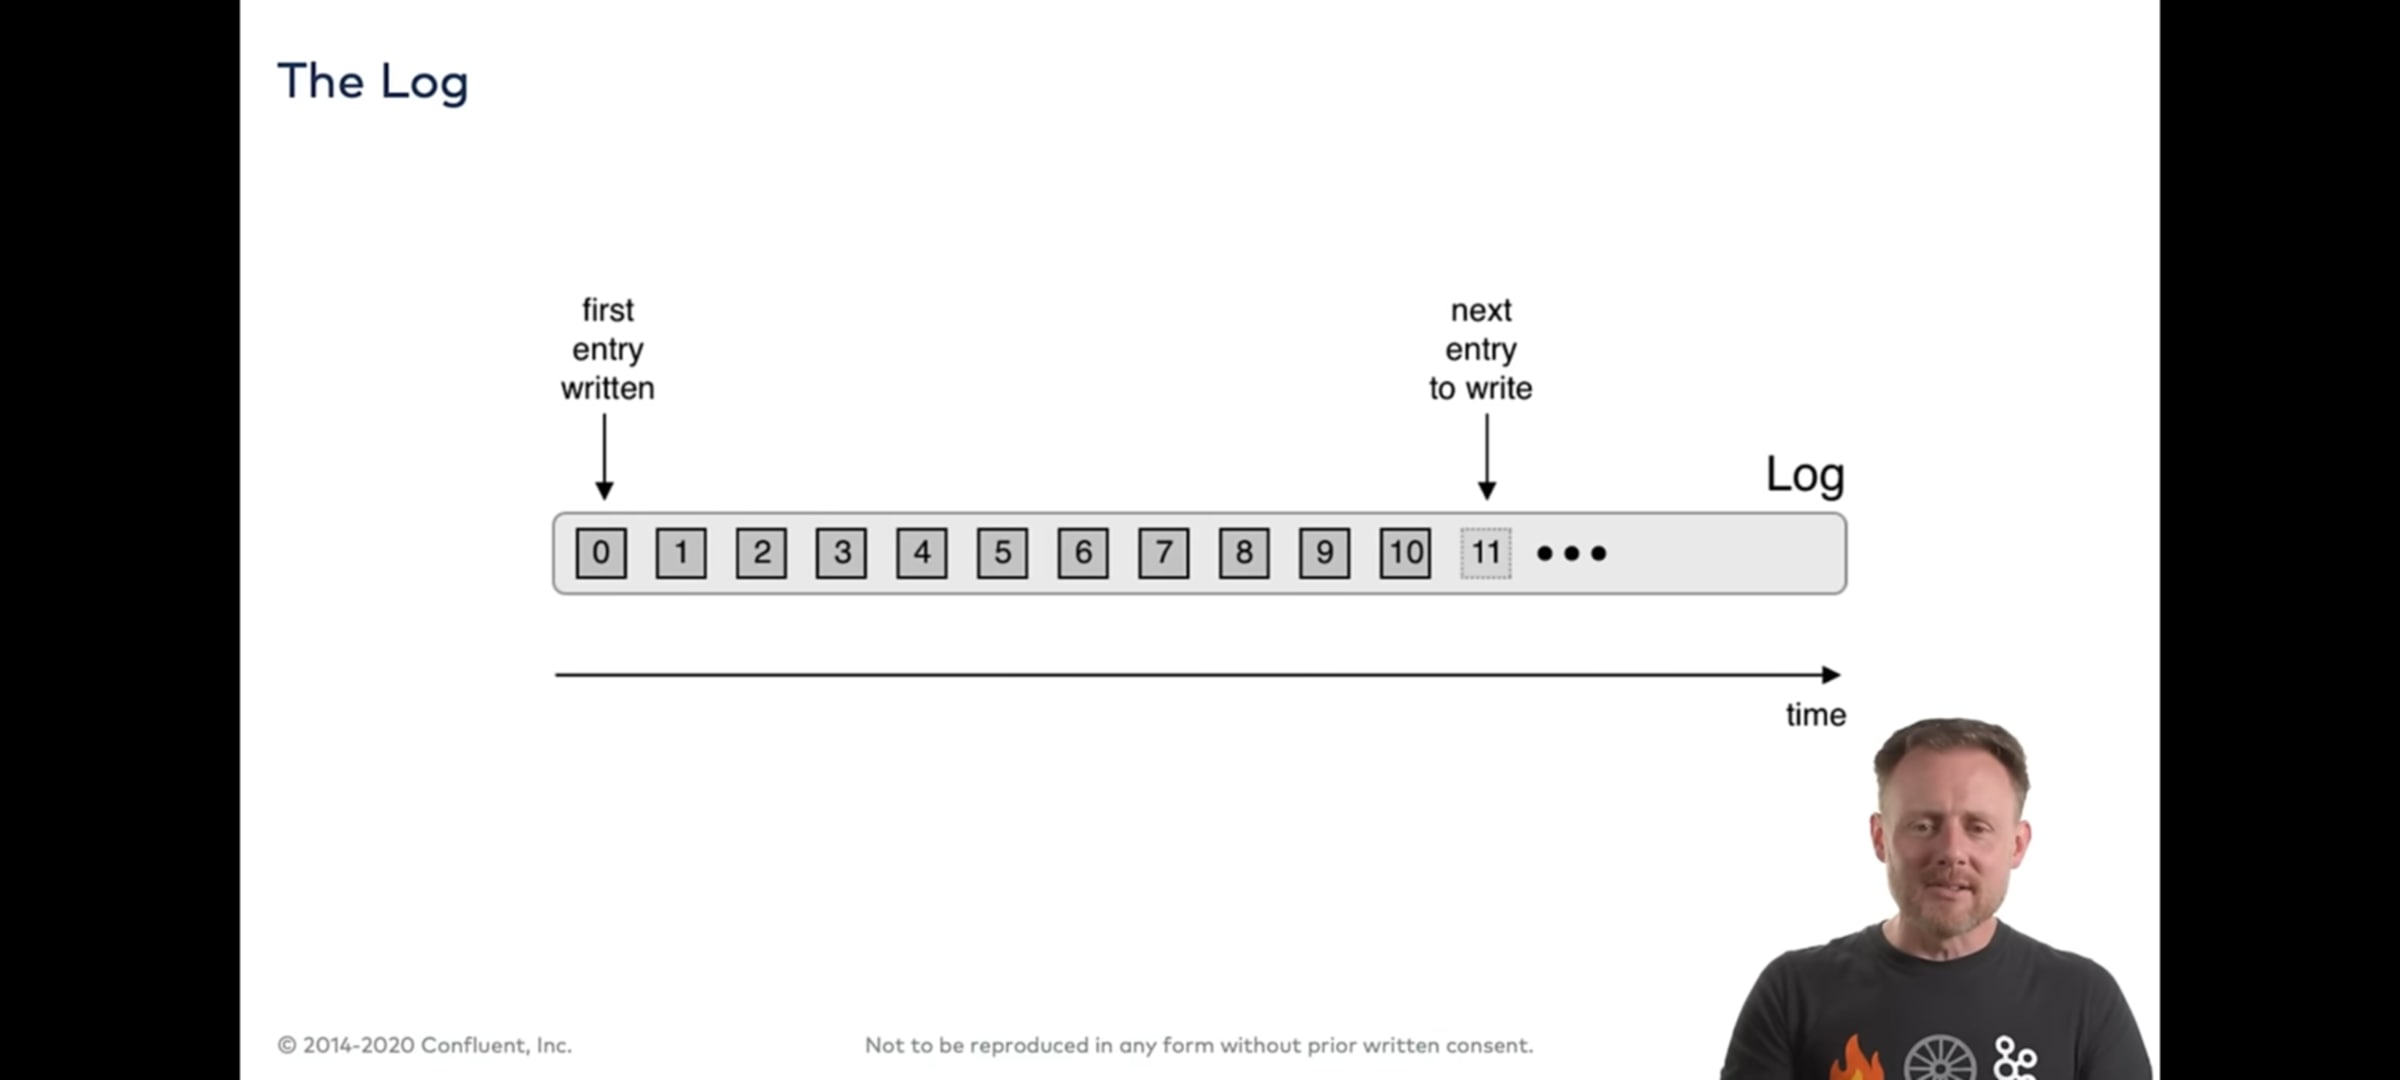 The Log
first
entry
written
next
entry
to write
Log
0 1 2 3 4 5 6 7 8 9 10 11 •••
time
© 2014-2020 Confluent, Inc.
Not to be reproduced in any form without prior written consent.